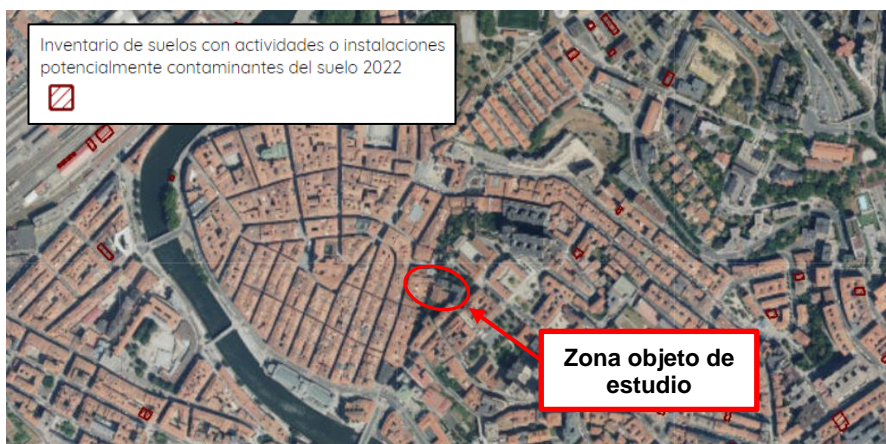 Inventario de suelos con actividades o instalaciones
potencialmente contaminantes del suelo 2022
Zona objeto de
estudio